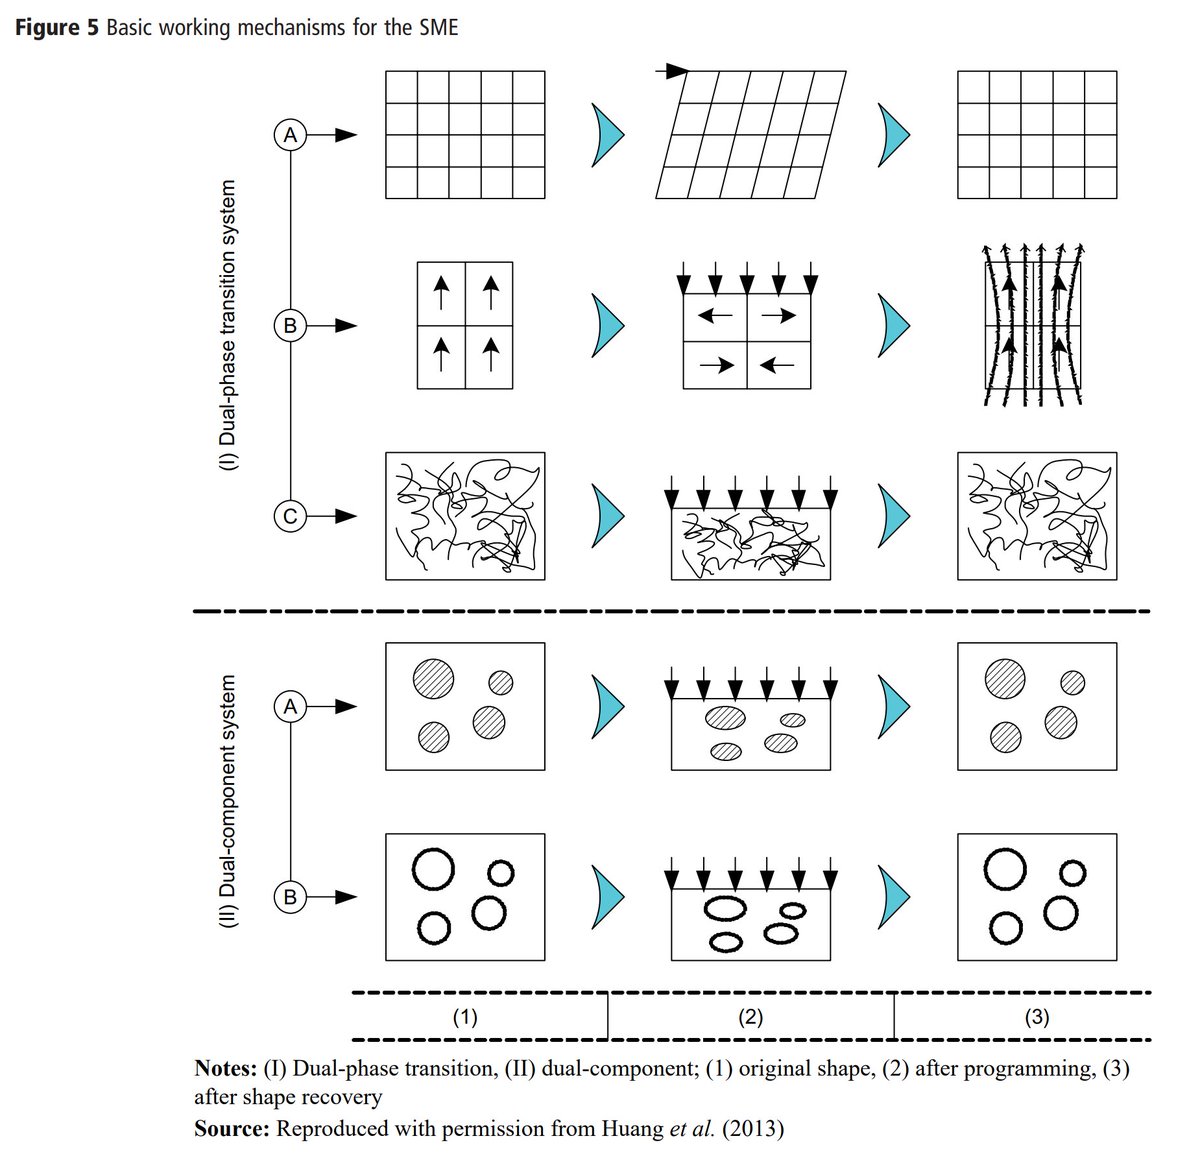 Figure 5 Basic working mechanisms for the SME
(I) Dual-phase transition system
A
B
C
(II) Dual-component system
A
B
(1)
(2)
(3)
Notes: (I) Dual-phase transition, (II) dual-component; (1) original shape, (2) after programming, (3)
after shape recovery
Source: Reproduced with permission from Huang et al. (2013)